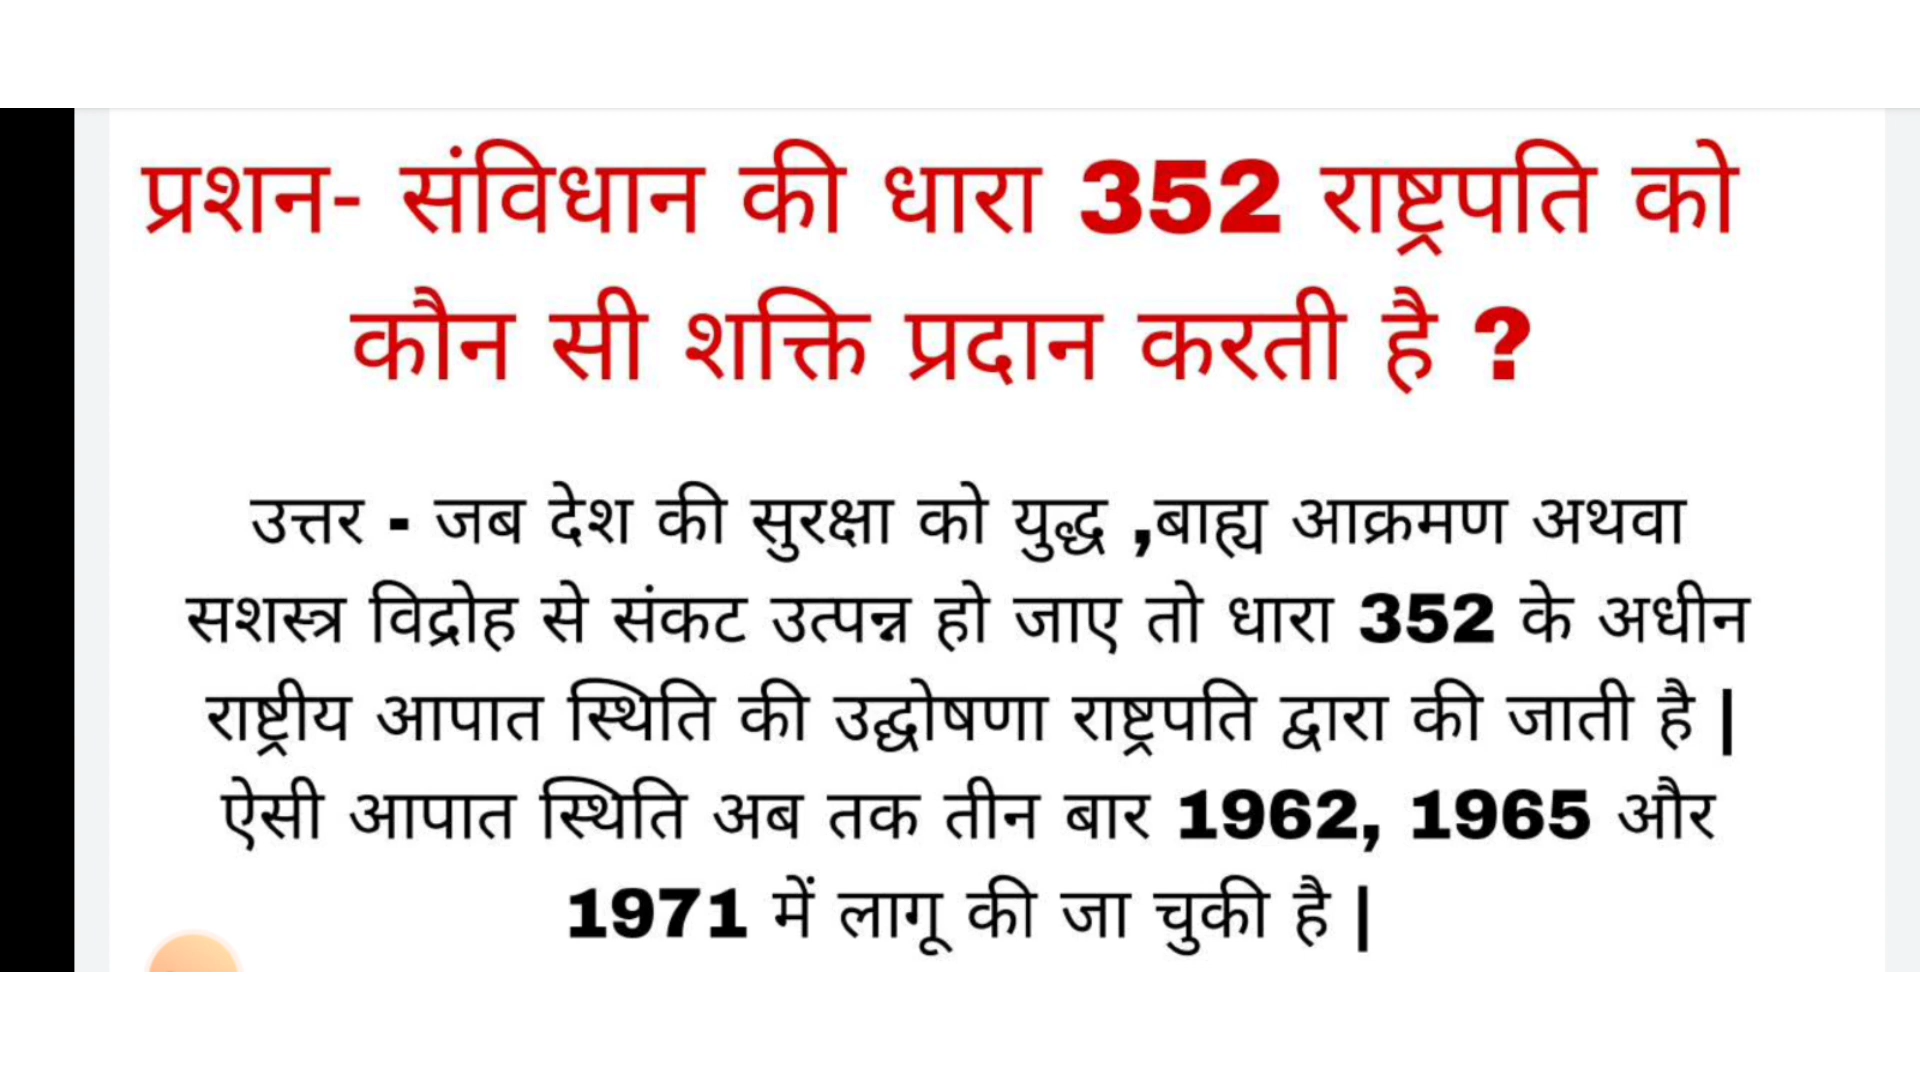 प्रशन- संविधान की धारा 352 राष्ट्रपति को
कौन सी शक्ति प्रदान करती है ?
उत्तर - जब देश की सुरक्षा को युद्ध ,बाह्य आक्रमण अथवा
सशस्त्र विद्रोह से संकट उत्पन्न हो जाए तो धारा 352 के अधीन
राष्ट्रीय आपात स्थिति की उद्धोषणा राष्ट्रपति द्वारा की जाती है |
ऐसी आपात स्थिति अब तक तीन बार 1962, 1965 और
1971 में लागू की जा चुकी है |